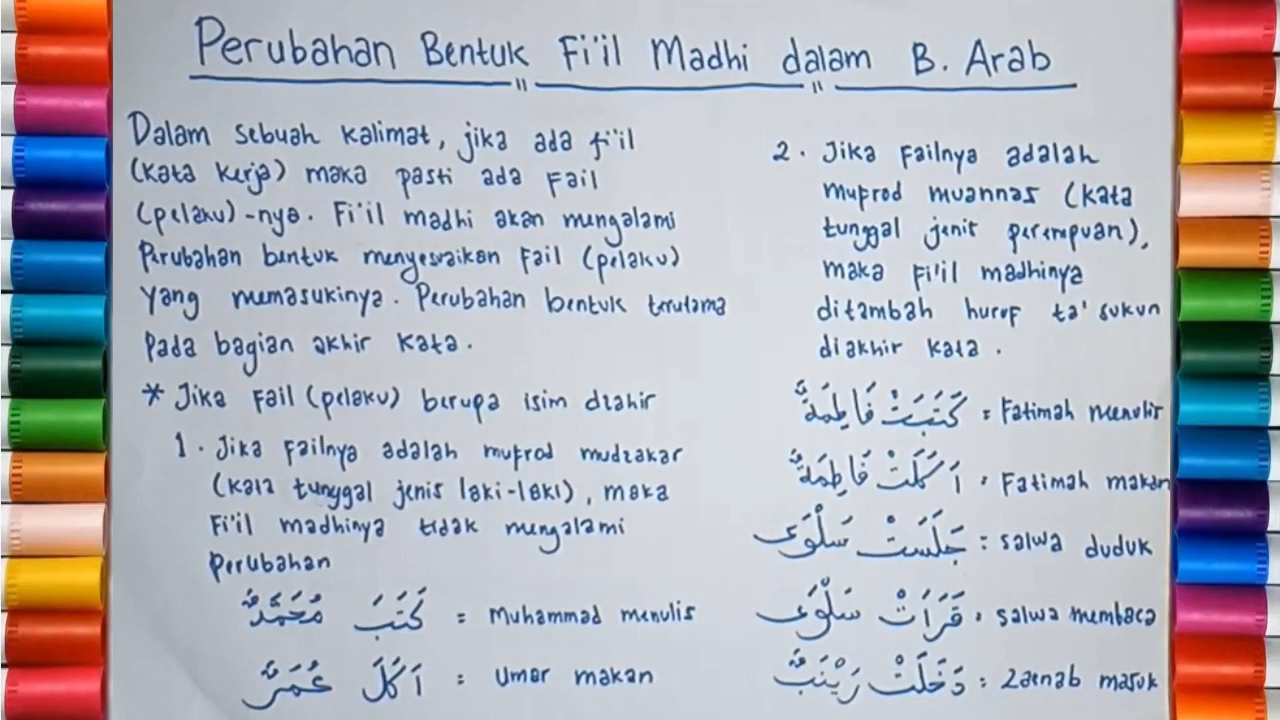 Perubahan Bentuk Fi'il Madhi dalam B. Arab
Dalam sebuah kalimat, jika ada fi'il
(kata kerja) maka pasti ada Fail
(pelaku)-nya. Fi'il madhi akan mengalami
Perubahan bentuk menyesuaikan Fail (pelaku)
yang memasukinya. Perubahan bentuk terutama
Pada bagian akhir kata.
* Jika Fail (pelaku) berupa isim dzahir
1. Jika Failnya adalah mufrod mudzakar
(kata tunggal jenis laki-laki), maka
Fi'il madhinya tidak mengalami
Perubahan
كَتَبَ مُحَمَّدٌ = Muhammad menulis
اَكَلَ عُمَرٌ = Umar makan
2. Jika Failnya adalah
mufrod muannas (kata
tunggal jenis perempuan),
maka Fi'il madhinya
ditambah huruf ta' sukun
diakhir kata.
كَتَبَتْ فَاطِمَةٌ = Fatimah menulis
اَكَلَتْ فَاطِمَةٌ = Fatimah makan
جَلَسَتْ سَلْوَى = salwa duduk
قَرَاَتْ سَلْوَى = salwa membaca
دَخَلَتْ زَيْنَبٌ = Zaenab masuk